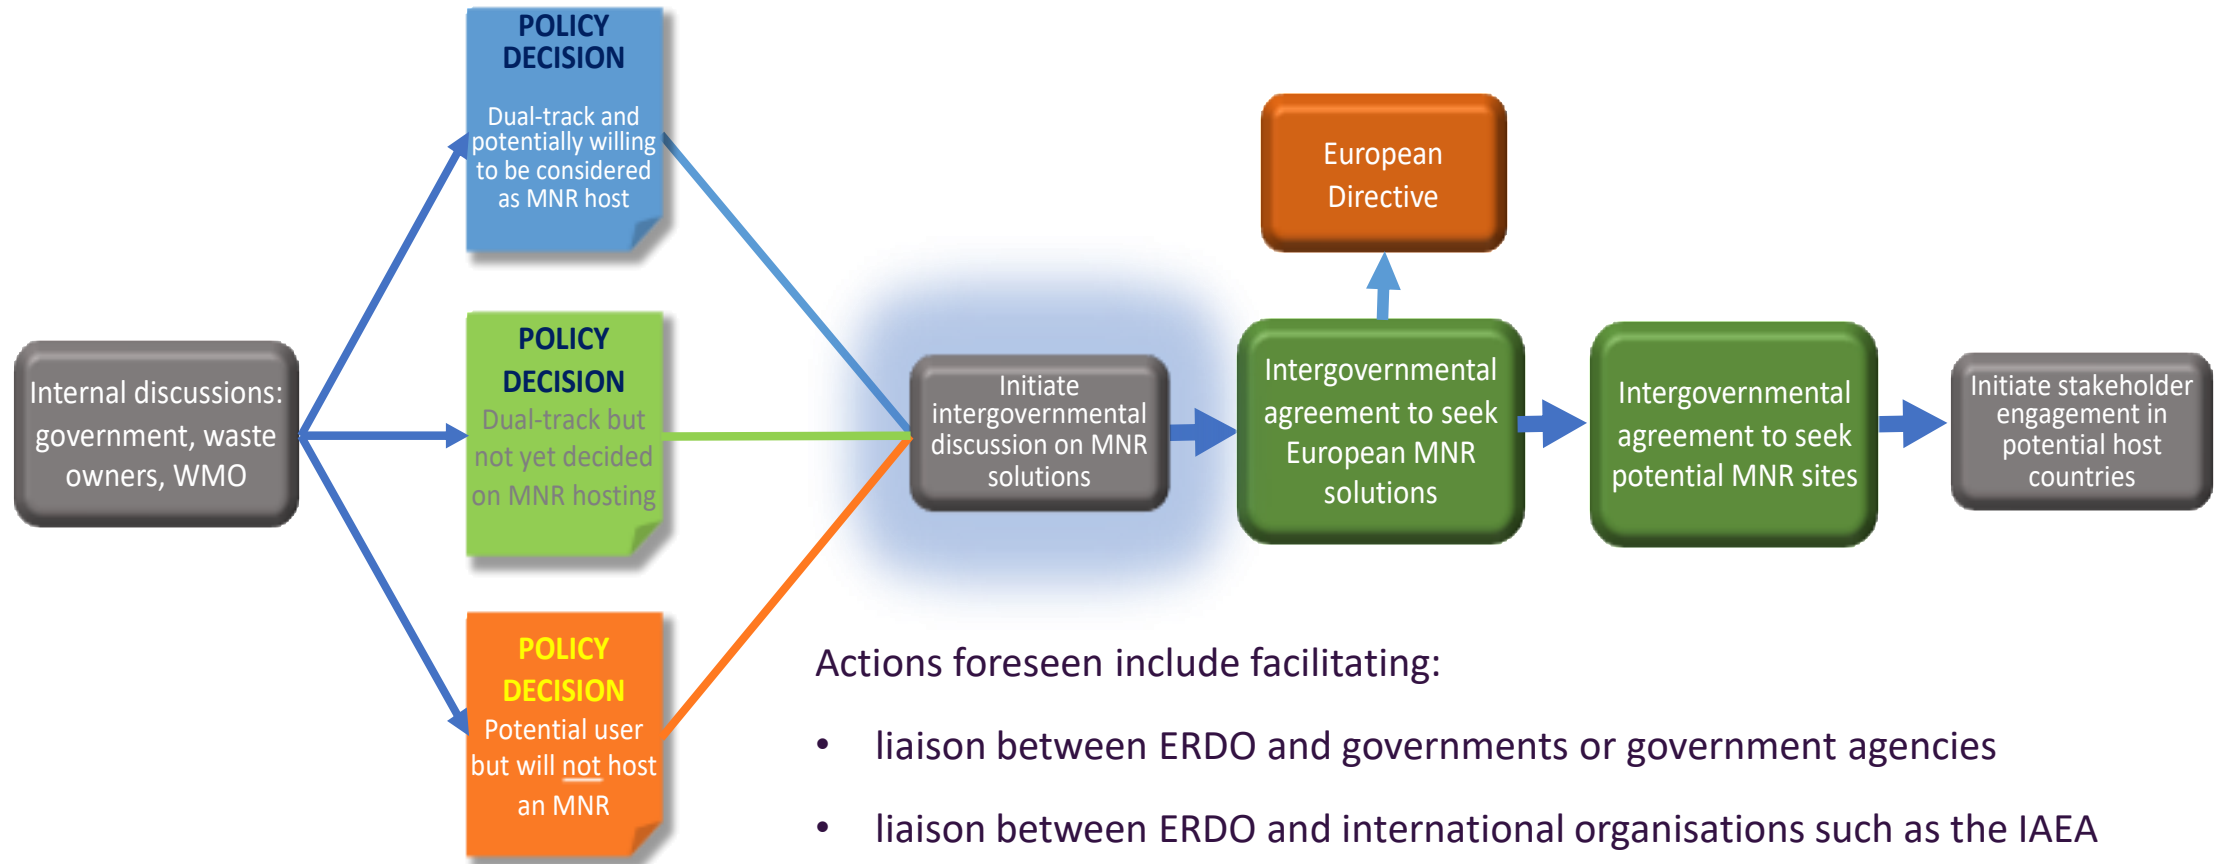 Internal discussions:
government, waste
owners, WMO
POLICY
DECISION
Dual-track and
potentially willing
to be considered
as MNR host
POLICY
DECISION
Dual-track but
not yet decided
on MNR hosting
POLICY
DECISION
Potential user
but will not host
an MNR
Initiate
intergovernmental
discussion on MNR
solutions
European
Directive
Intergovernmental
agreement to seek
European MNR
solutions
Intergovernmental
agreement to seek
potential MNR sites
Initiate stakeholder
engagement in
potential host
countries
Actions foreseen include facilitating:
• liaison between ERDO and governments or government agencies
• liaison between ERDO and international organisations such as the IAEA